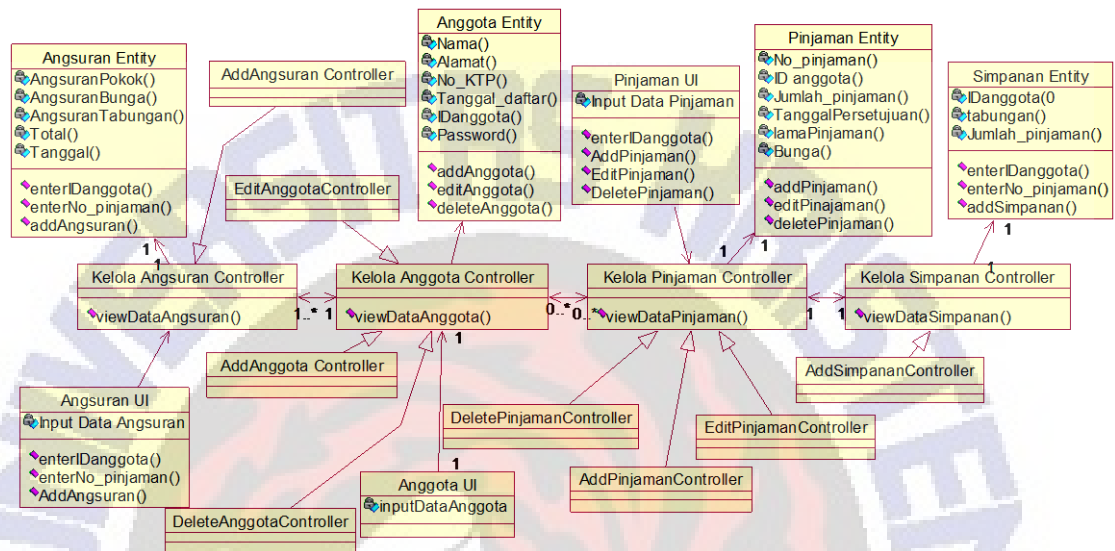 Angsuran Entity
AngsuranPokok()
AngsuranBunga()
AngsuranTabungan()
Total()
Tanggal()
enterIDanggota()
enterNo_pinjaman()
addAngsuran()
AddAngsuran Controller
EditAnggotaController
Anggota Entity
Nama()
Alamat()
No_KTP()
Tanggal_daftar()
IDanggota()
Password()
addAnggota()
editAnggota()
deleteAnggota()
Pinjaman UI
Input Data Pinjaman
enterIDanggota()
AddPinjaman()
EditPinjaman()
DeletePinjaman()
Pinjaman Entity
No_pinjaman()
ID anggota()
Jumlah_pinjaman()
TanggalPersetujuan()
lamaPinjaman()
Bunga()
addPinjaman()
editPinajaman()
deletePinjaman()
Simpanan Entity
IDanggota(0
tabungan()
Jumlah_pinjaman()
enterIDanggota()
enterNo_pinjaman()
addSimpanan()
1
1
1
1
1
1
Kelola Angsuran Controller
viewDataAngsuran()
1..*
1
Kelola Anggota Controller
viewDataAnggota()
0..*
0..*
Kelola Pinjaman Controller
viewDataPinjaman()
1
1
Kelola Simpanan Controller
viewDataSimpanan()
1
AddAnggota Controller
AddSimpananController
Angsuran UI
Input Data Angsuran
enterIDanggota()
enterNo_pinjaman()
AddAngsuran()
DeletePinjamanController
EditPinjamanController
AddPinjamanController
1
Anggota UI
inputDataAnggota
DeleteAnggotaController
UNIVERSITAS